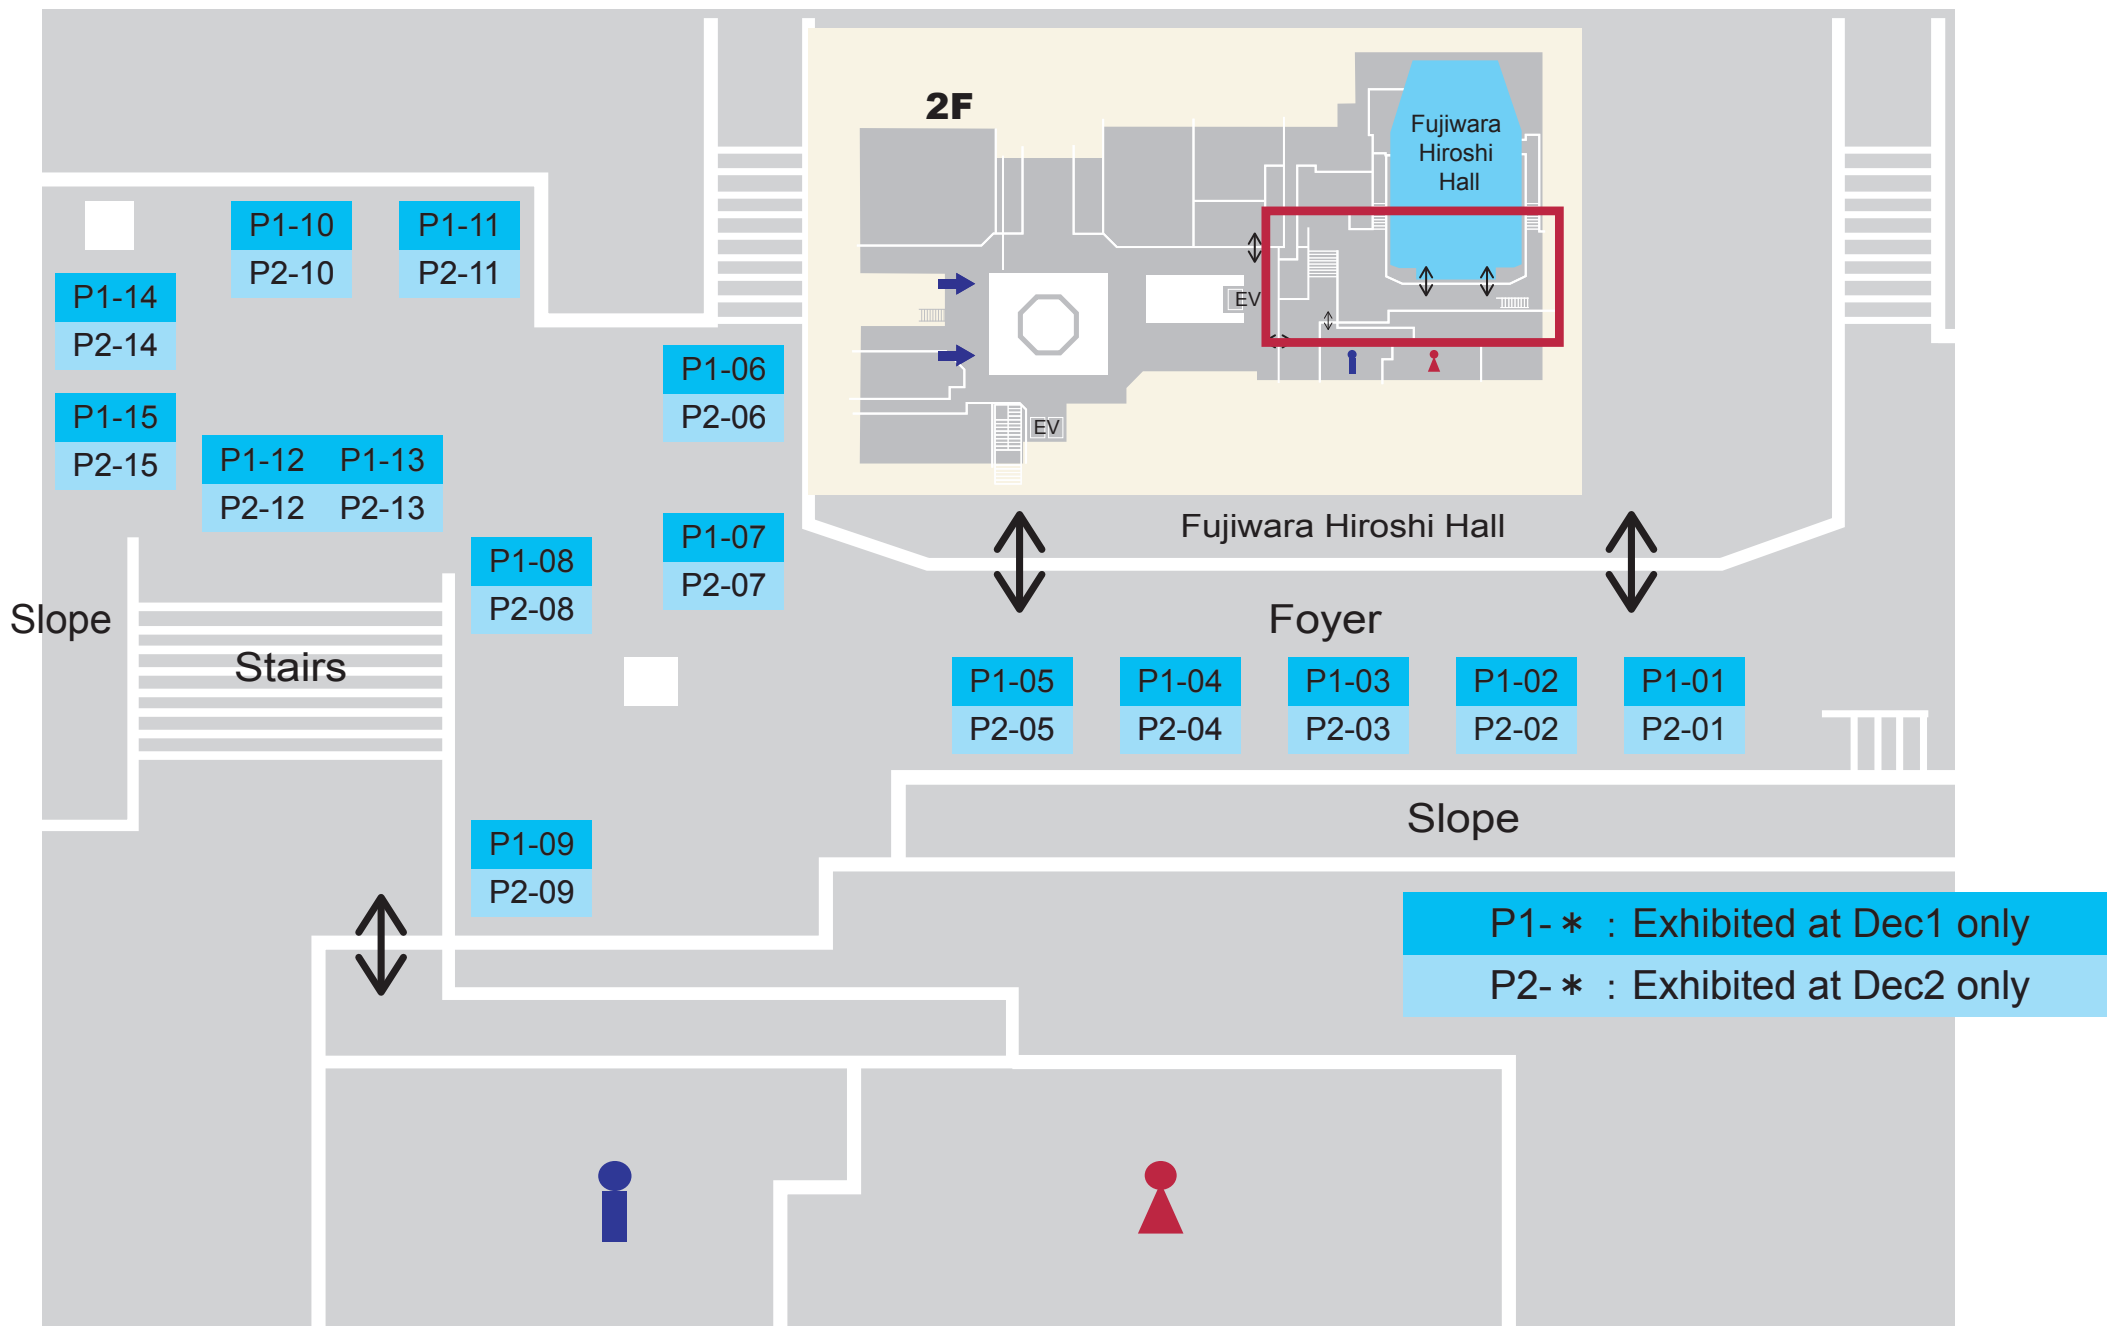 2F
Fujiwara
Hiroshi
Hall
EV
EV
P1-10
P2-10
P1-11
P2-11
P1-14
P2-14
P1-15
P2-15
P1-12 P1-13
P2-12 P2-13
P1-06
P2-06
P1-07
P2-07
P1-08
P2-08
Fujiwara Hiroshi Hall
Foyer
Slope
Stairs
P1-05 P1-04 P1-03 P1-02 P1-01
P2-05 P2-04 P2-03 P2-02 P2-01
Slope
P1-09
P2-09
P1-＊：Exhibited at Dec1 only
P2-＊：Exhibited at Dec2 only